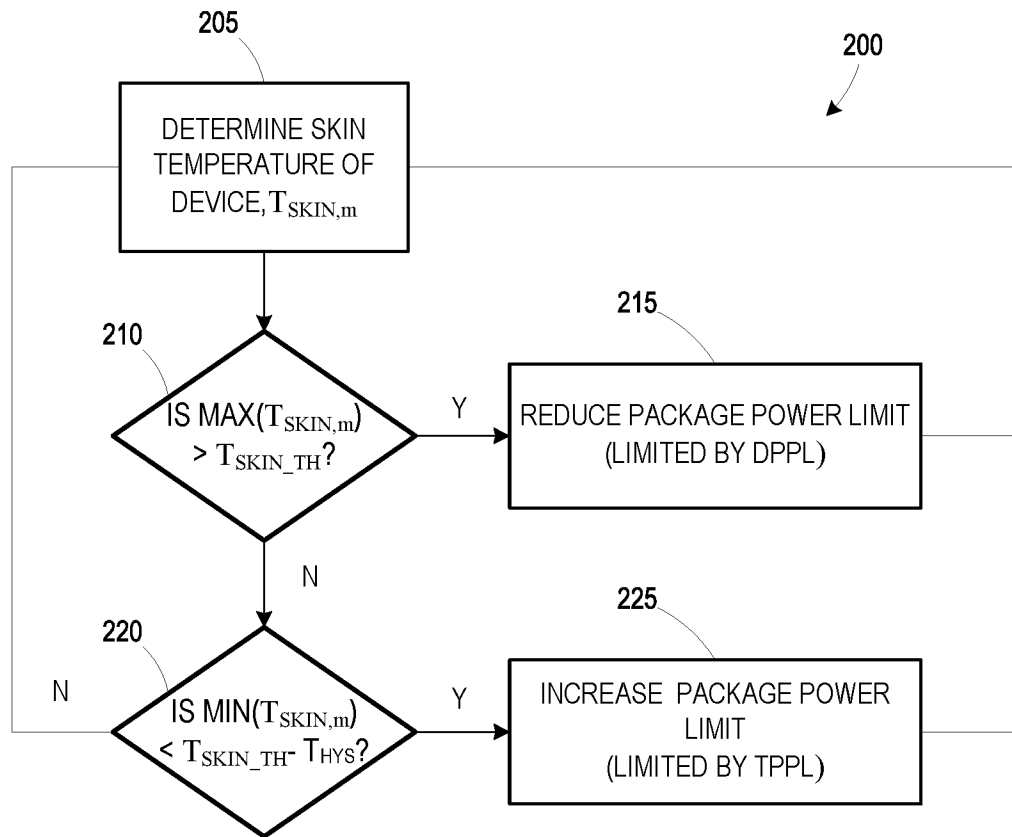 205
200
DETERMINE SKIN
TEMPERATURE OF
DEVICE, T_SKIN,m
210
215
IS MAX(T_SKIN,m)
> T_SKIN_TH?
Y
REDUCE PACKAGE POWER LIMIT
(LIMITED BY DPPL)
N
220
225
N
IS MIN(T_SKIN,m)
< T_SKIN_TH- T_HYS?
Y
INCREASE PACKAGE POWER
LIMIT
(LIMITED BY TPPL)